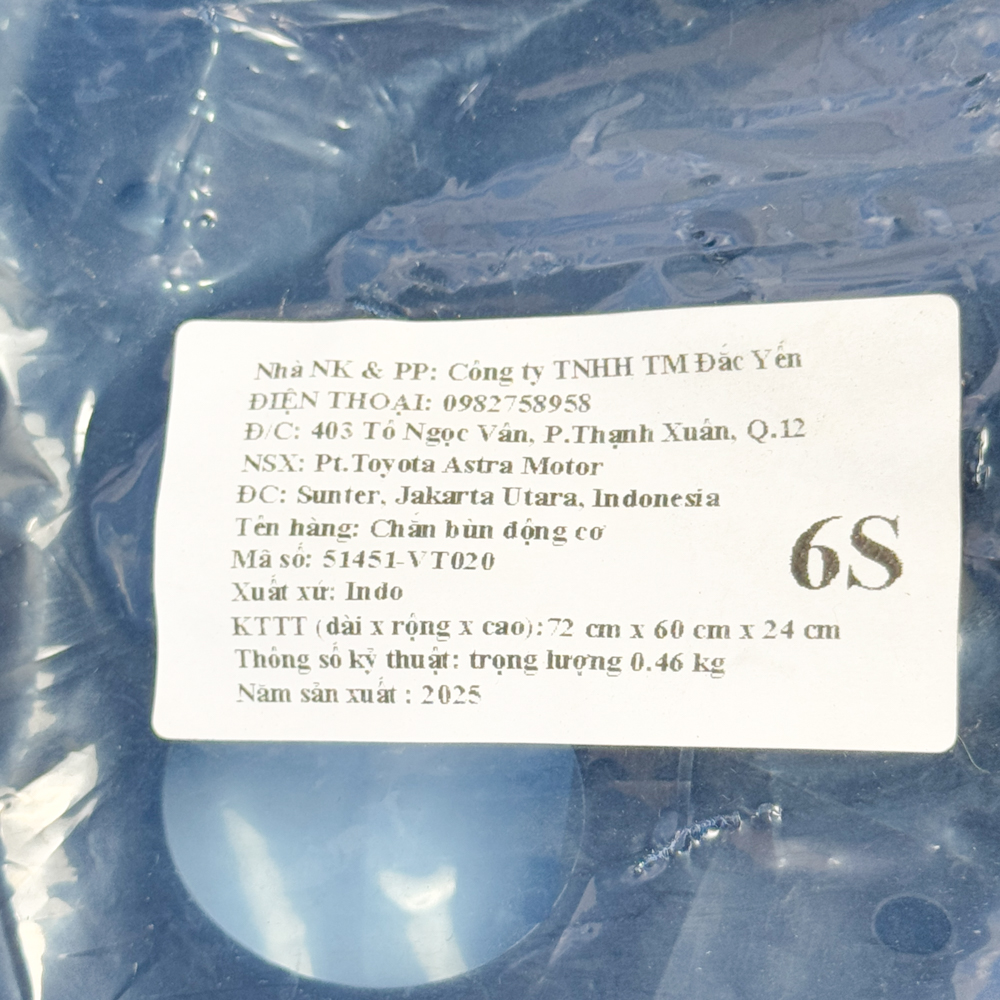 Nhà NK & PP: Công ty TNHH TM Đắc Yến
ĐIỆN THOẠI: 0982758958
Đ/C: 403 Tô Ngọc Vân, P.Thạnh Xuân, Q.12
NSX: Pt.Toyota Astra Motor
ĐC: Sunter, Jakarta Utara, Indonesia
Tên hàng: Chắn bùn động cơ
Mã số: 51451-VT020
6S
Xuất xứ: Indo
KTTT (dài x rộng x cao):72 cm x 60 cm x 24 cm
Thông số kỹ thuật: trọng lượng 0.46 kg
Năm sản xuất : 2025